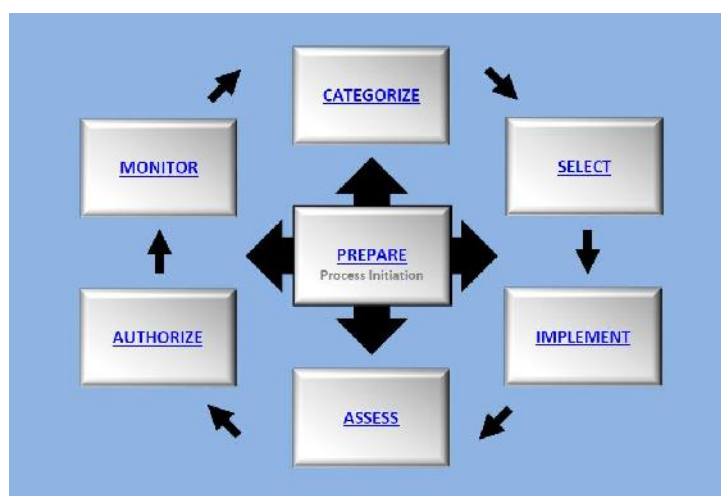 CATEGORIZE
MONITOR
SELECT
PREPARE
Process Initiation
AUTHORIZE
IMPLEMENT
ASSESS